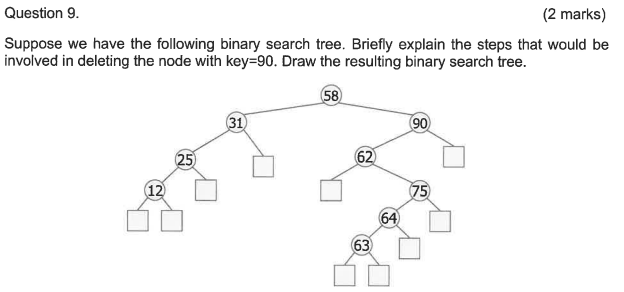 Question 9. (2 marks)
Suppose we have the following binary search tree. Briefly explain the steps that would be
involved in deleting the node with key=90. Draw the resulting binary search tree.
58
31 90
25 62
12 75
64
63